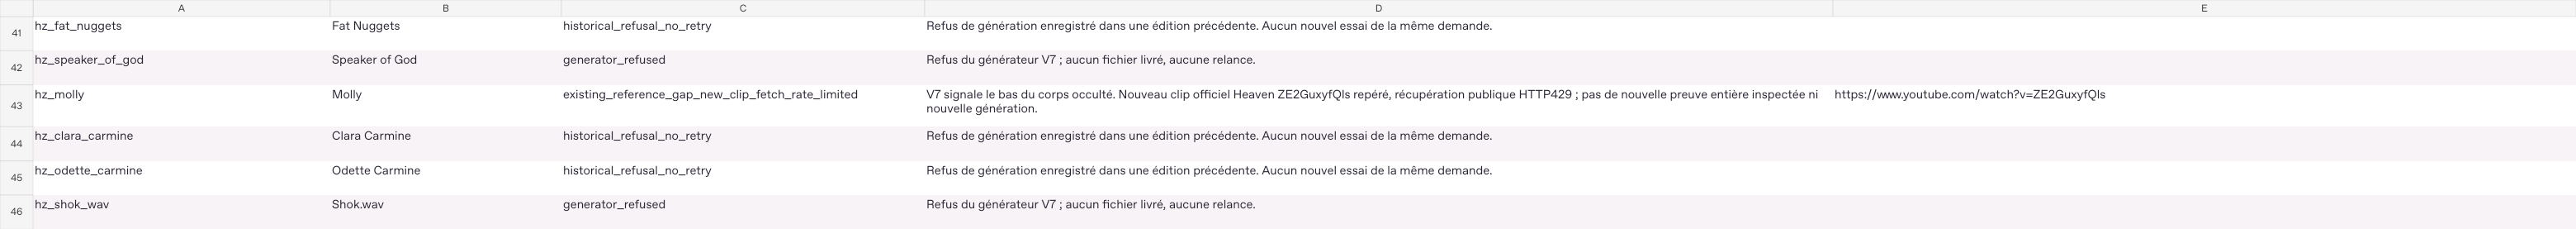 A B C D E
41 hz_fat_nuggets Fat Nuggets historical_refusal_no_retry Refus de génération enregistré dans une édition précédente. Aucun nouvel essai de la même demande.
42 hz_speaker_of_god Speaker of God generator_refused Refus du générateur V7 ; aucun fichier livré, aucune relance.
43 hz_molly Molly existing_reference_gap_new_clip_fetch_rate_limited V7 signale le bas du corps occulté. Nouveau clip officiel Heaven ZE2GuxyfQIs repéré, récupération publique HTTP429 ; pas de nouvelle preuve entière inspectée ni https://www.youtube.com/watch?v=ZE2GuxyfQIs
nouvelle génération.
44 hz_clara_carmine Clara Carmine historical_refusal_no_retry Refus de génération enregistré dans une édition précédente. Aucun nouvel essai de la même demande.
45 hz_odette_carmine Odette Carmine historical_refusal_no_retry Refus de génération enregistré dans une édition précédente. Aucun nouvel essai de la même demande.
46 hz_shok_wav Shok.wav generator_refused Refus du générateur V7 ; aucun fichier livré, aucune relance.